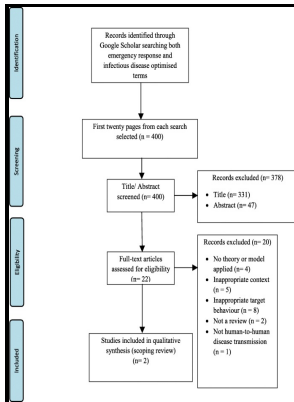 Identification
Records identified through
Google Scholar searching both
emergency response and
infectious disease optimised
terms
Screening
First twenty pages from each search
selected (n = 400)
Title/ Abstract
screened (n= 400)
Records excluded (n= 378)
• Title (n= 331)
• Abstract (n= 47)
Eligibility
Full-text articles
assessed for eligibility
(n= 22)
Records excluded (n= 20)
• No theory or model
applied (n= 4)
• Inappropriate context
(n = 5)
• Inappropriate target
behaviour (n = 8)
• Not a review (n = 2)
• Not human-to-human
disease transmission
(n = 1)
Included
Studies included in qualitative
synthesis (scoping review)
(n= 2)